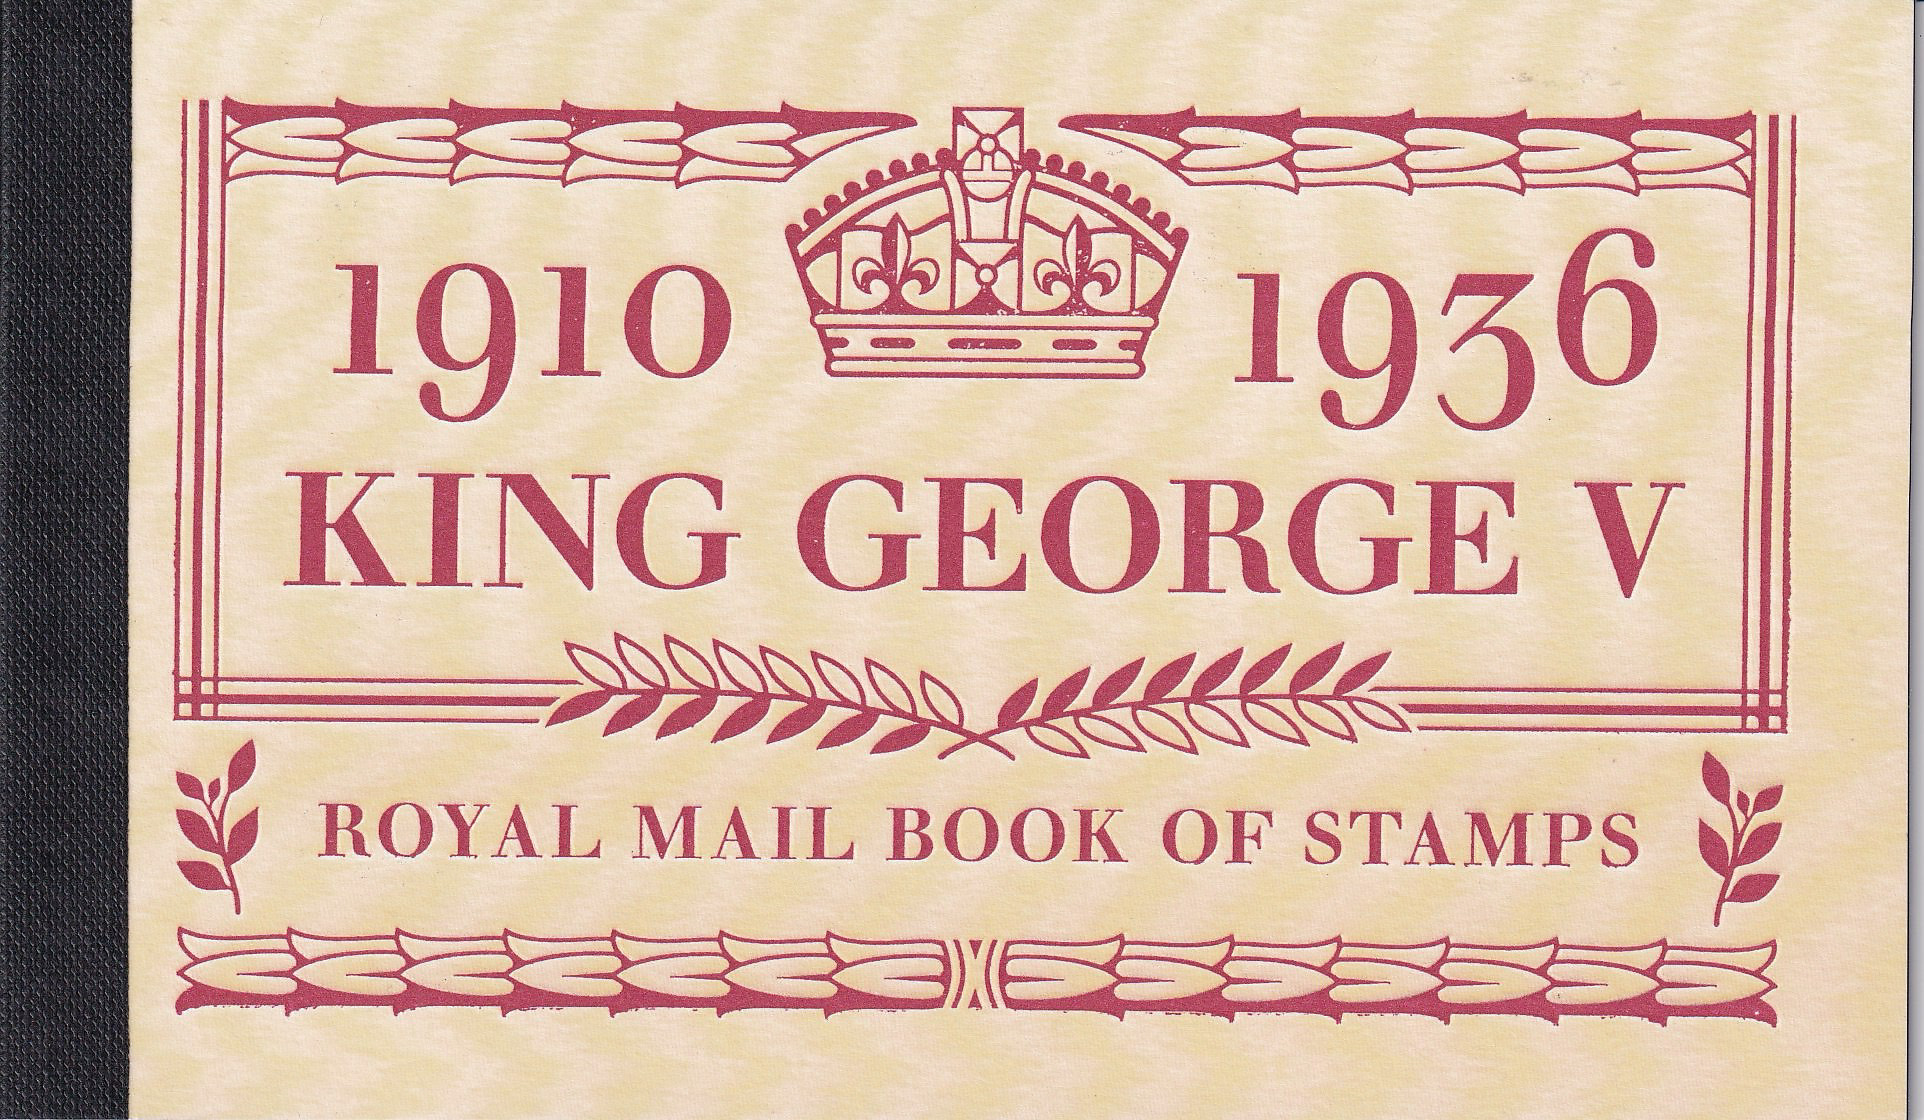 1910 1936
KING GEORGE V
ROYAL MAIL BOOK OF STAMPS